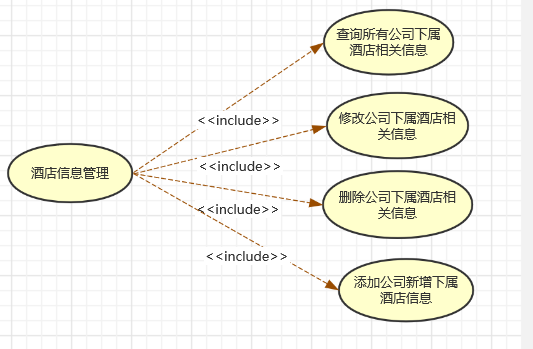 查询所有公司下属
酒店相关信息
<<include>>
修改公司下属酒店相
关信息
<<include>>
酒店信息管理
删除公司下属酒店相
关信息
<<include>>
<<include>>
添加公司新增下属
酒店信息